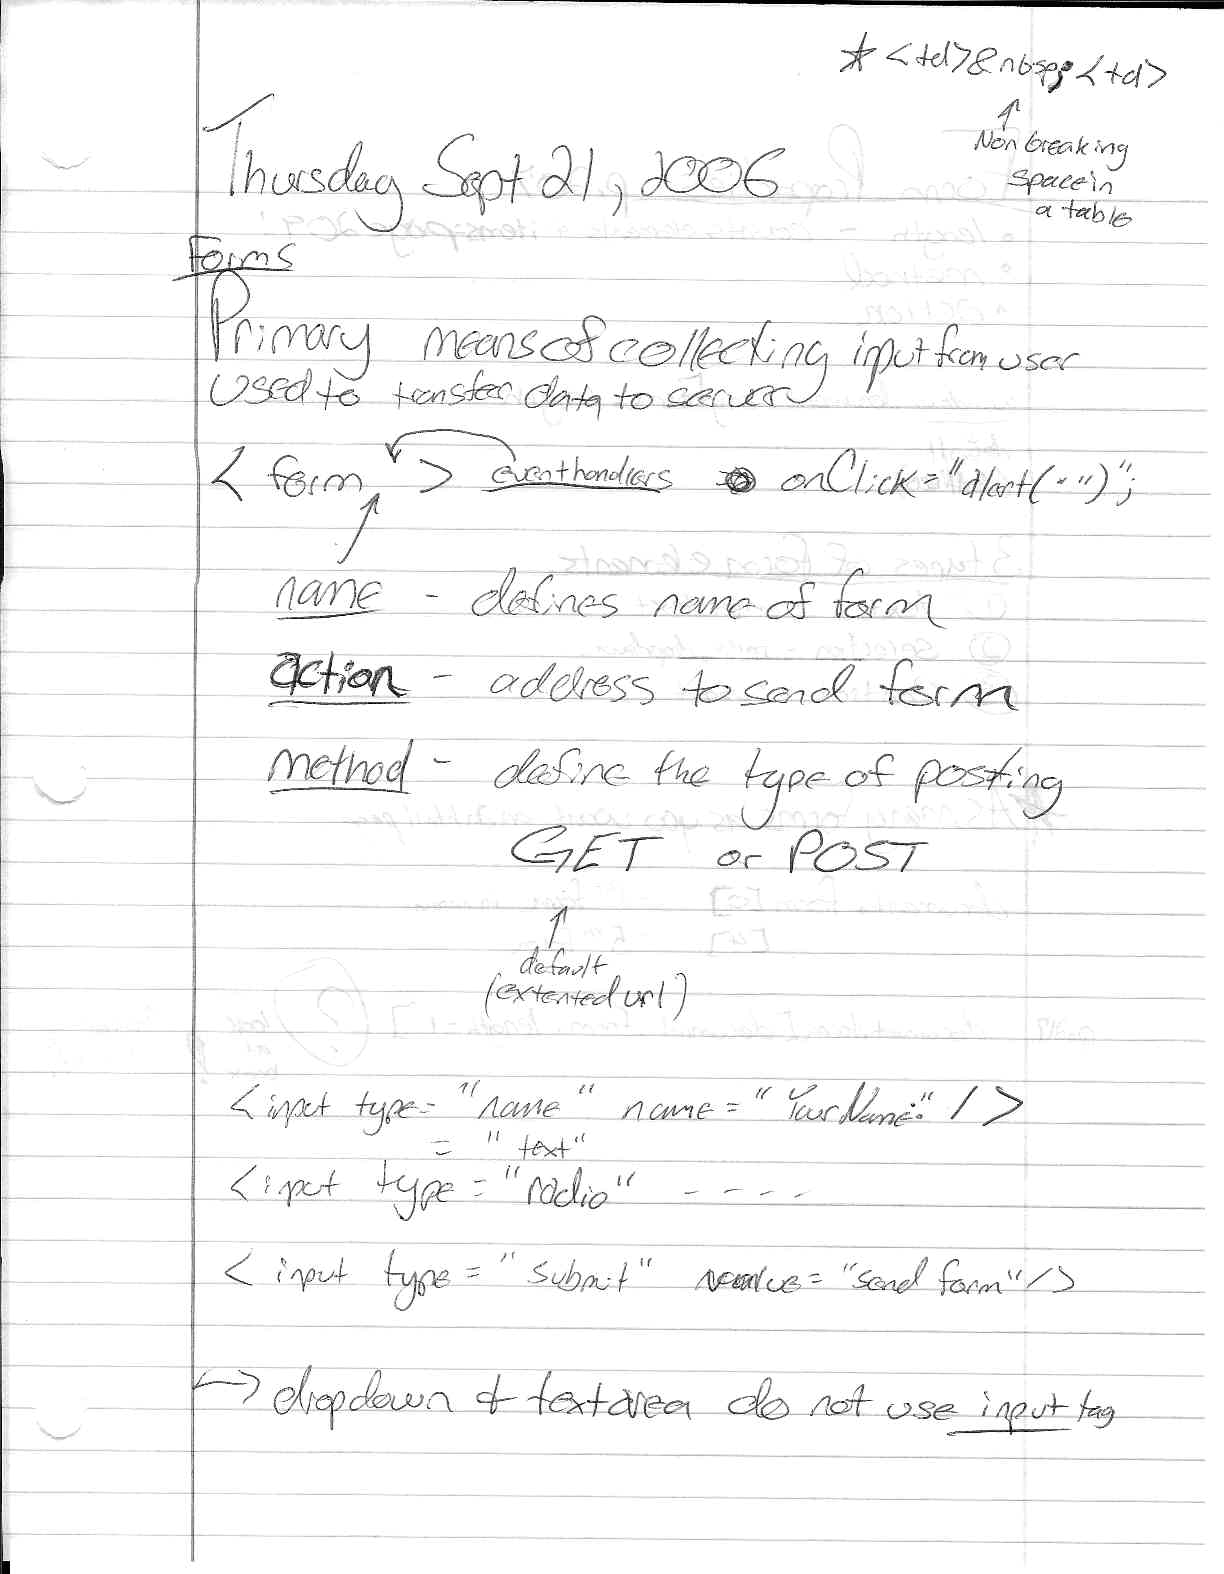 * <td>&nbsp;<td>
Non breaking
space in
a table
Thursday Sept 21, 2006
Forms
Primary means of collecting input from user
Used to transfer data to server
< form > eventhandlers onClick="alert(" ")";
name - defines name of form
action - address to send form
method - define the type of posting
GET or POST
default
(extented url)
<input type= "name" name = "YourName:" />
= "text"
<input type = "radio" - - - -
<input type = "submit" value = "send form" />
→ dropdown & textarea do not use input tag